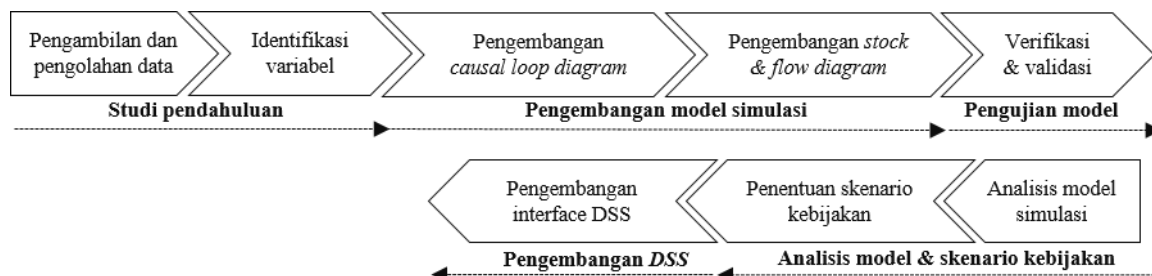 Pengambilan dan
pengolahan data
Identifikasi
variabel
Pengembangan
causal loop diagram
Pengembangan stock
& flow diagram
Verifikasi
& validasi
Studi pendahuluan
Pengembangan model simulasi
Pengujian model
Pengembangan
interface DSS
Penentuan skenario
kebijakan
Analisis model
simulasi
Pengembangan DSS
Analisis model & skenario kebijakan